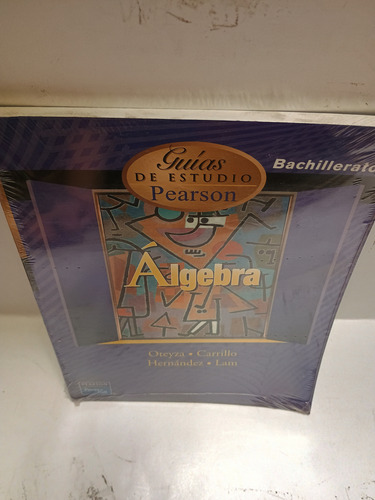 Guías
DE ESTUDIO
Pearson
Bachillerato
Álgebra
Oteyza • Carrillo
Hernández • Lam